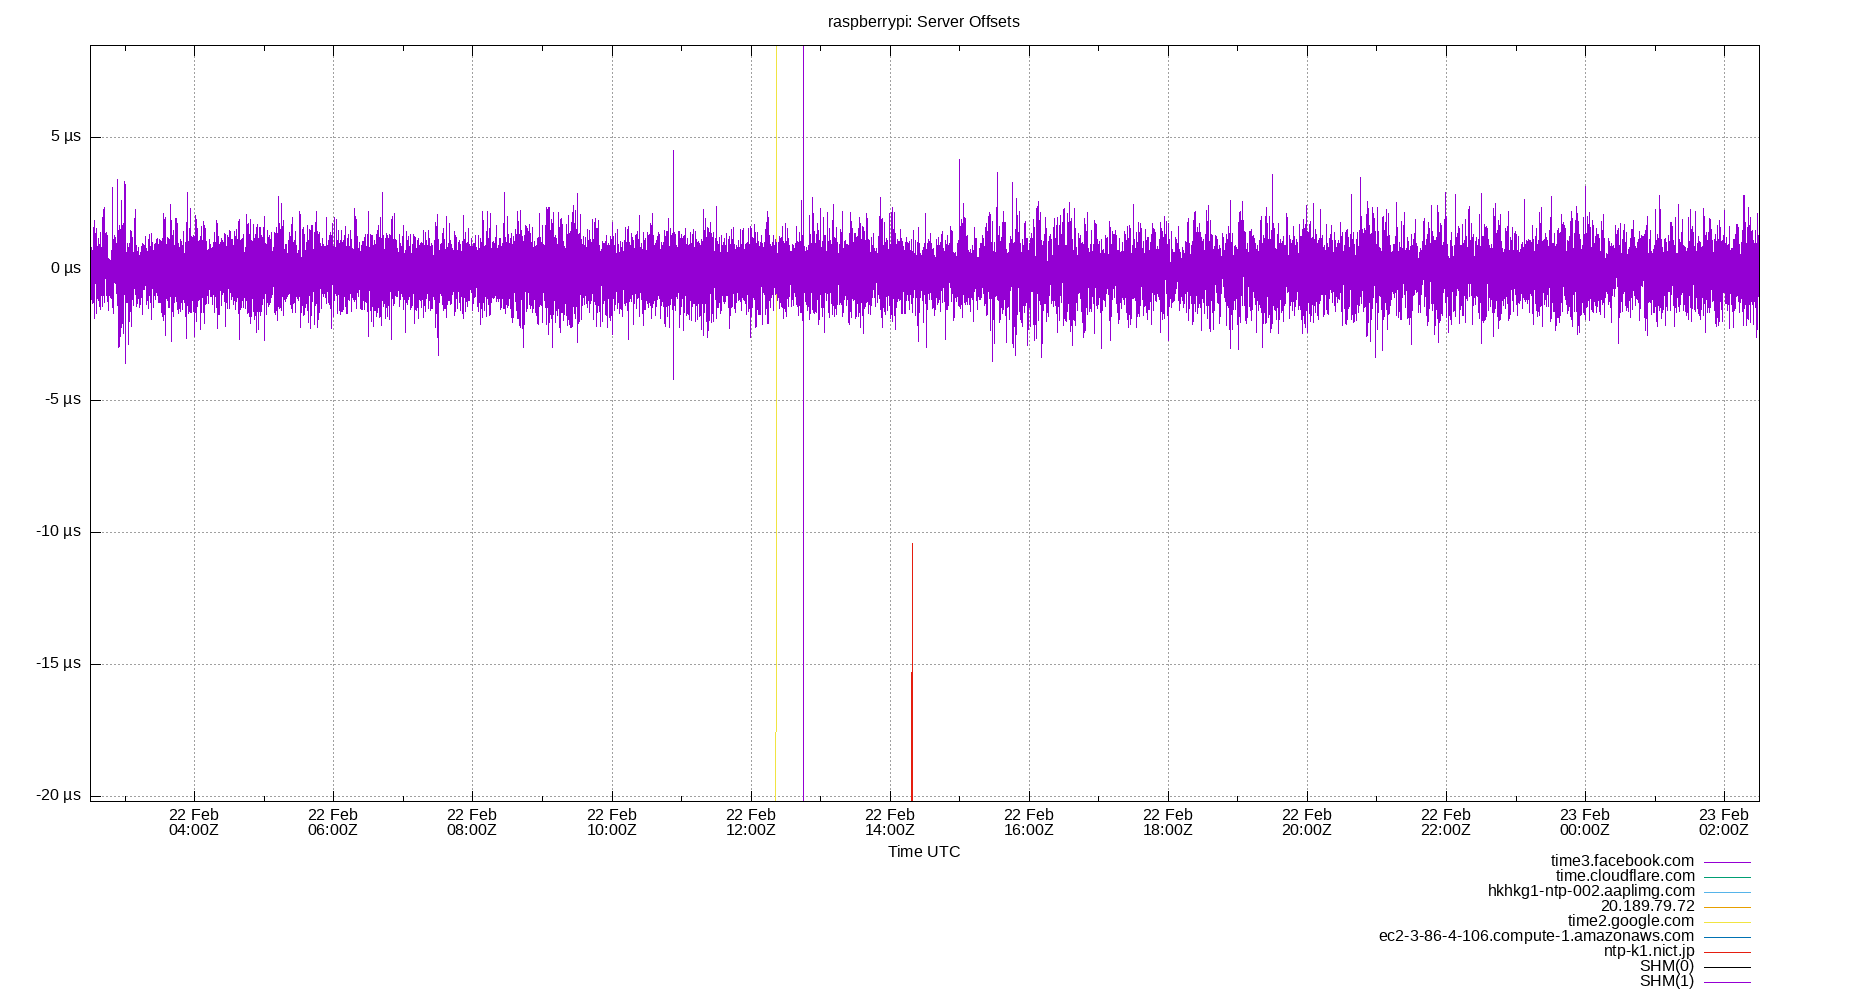 raspberrypi: Server Offsets
5 µs
0 µs
-5 µs
-10 µs
-15 µs
-20 µs
22 Feb 22 Feb 22 Feb 22 Feb 22 Feb 22 Feb 22 Feb 22 Feb 22 Feb 22 Feb 23 Feb 23 Feb
04:00Z 06:00Z 08:00Z 10:00Z 12:00Z 14:00Z 16:00Z 18:00Z 20:00Z 22:00Z 00:00Z 02:00Z
Time UTC
time3.facebook.com
time.cloudflare.com
hkhkg1-ntp-002.aaplimg.com
20.189.79.72
time2.google.com
ec2-3-86-4-106.compute-1.amazonaws.com
ntp-k1.nict.jp
SHM(0)
SHM(1)